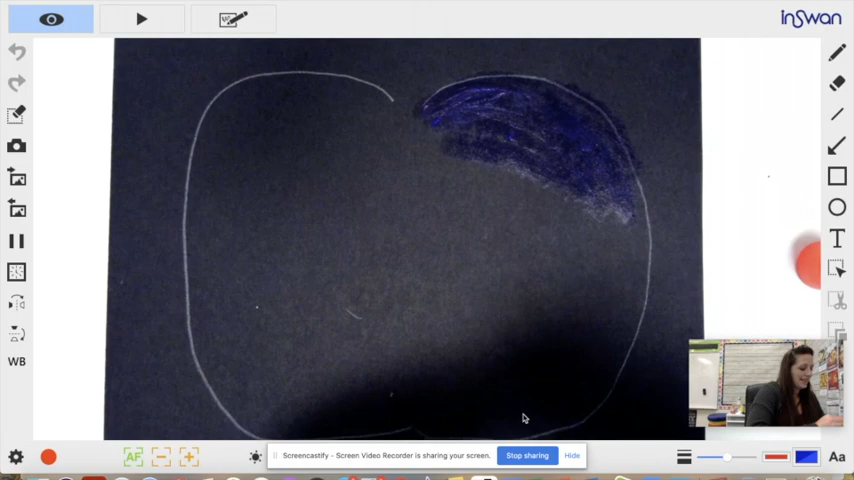 inSwan
T
WB
Screencastify - Screen Video Recorder is sharing your screen.
Stop sharing
Hide
AF
Aa